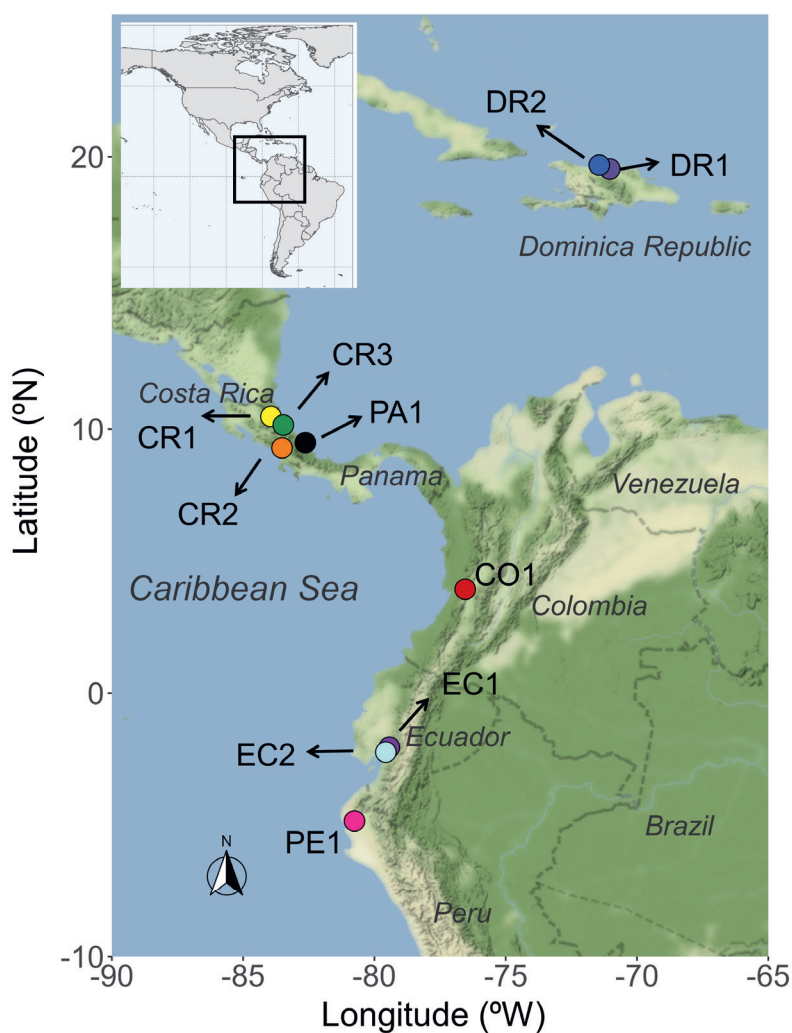 DR2
20
DR1
Dominica Republic
CR3
Costa Rica
PA1
10
CR1
Panama
Venezuela
CR2
Latitude (ºN)
CO1
Caribbean Sea
Colombia
0
EC1
Ecuador
EC2
Brazil
N
PE1
Peru
-10
-90
-85
-80
-75
-70
-65
Longitude (ºW)